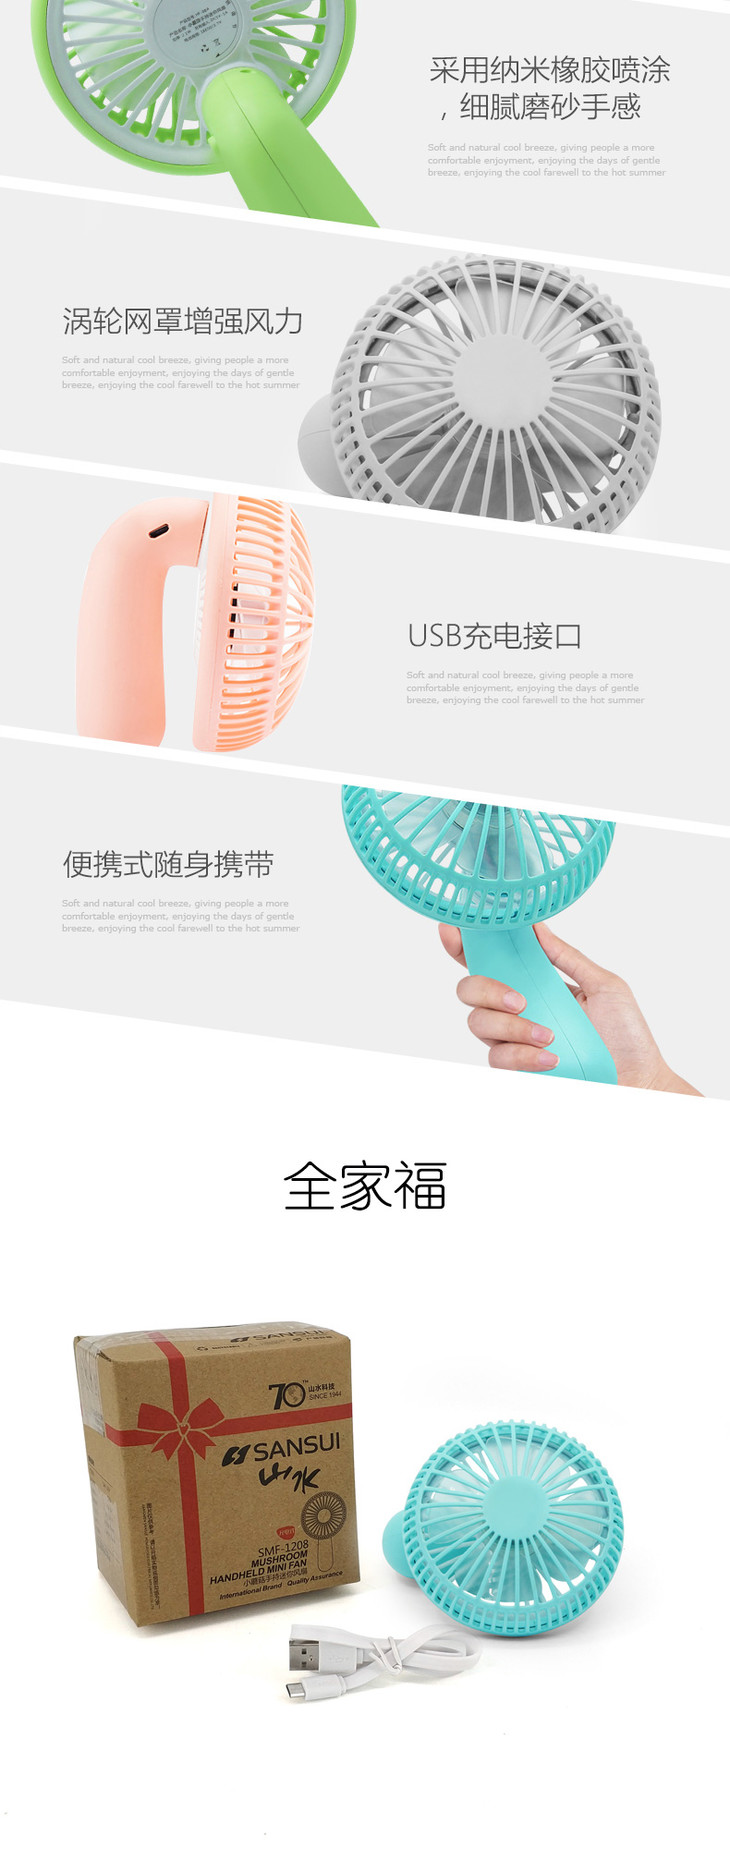 采用纳米橡胶喷涂
，细腻磨砂手感
Soft and natural cool breeze, giving people a more
comfortable enjoyment, enjoying the days of gentle
breeze, enjoying the cool farewell to the hot summer
涡轮网罩增强风力
Soft and natural cool breeze, giving people a more
comfortable enjoyment, enjoying the days of gentle
breeze, enjoying the cool farewell to the hot summer
USB充电接口
Soft and natural cool breeze, giving people a more
comfortable enjoyment, enjoying the days of gentle
breeze, enjoying the cool farewell to the hot summer
便携式随身携带
Soft and natural cool breeze, giving people a more
comfortable enjoyment, enjoying the days of gentle
breeze, enjoying the cool farewell to the hot summer
全家福
SANSUI
70TH 山水科技
SINCE 1944
SANSUI
山水
SMF-1208
MUSHROOM
HANDHELD MINI FAN
小蘑菇手持迷你风扇
International Brand Quality Assurance